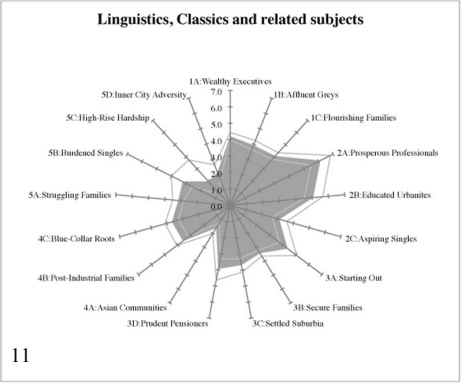 Linguistics, Classics and related subjects
1A:Wealthy Executives
5D:Inner City Adversity
1B:Affluent Greys
7.0
6.0
5C:High-Rise Hardship
1C:Flourishing Families
5.0
4.0
5B:Burdened Singles
2A:Prosperous Professionals
3.0
2.0
1.0
5A:Struggling Families
2B:Educated Urbanites
0.0
4C:Blue-Collar Roots
2C:Aspiring Singles
4B:Post-Industrial Families
3A:Starting Out
4A:Asian Communities
3B:Secure Families
3D:Prudent Pensioners
3C:Settled Suburbia
11